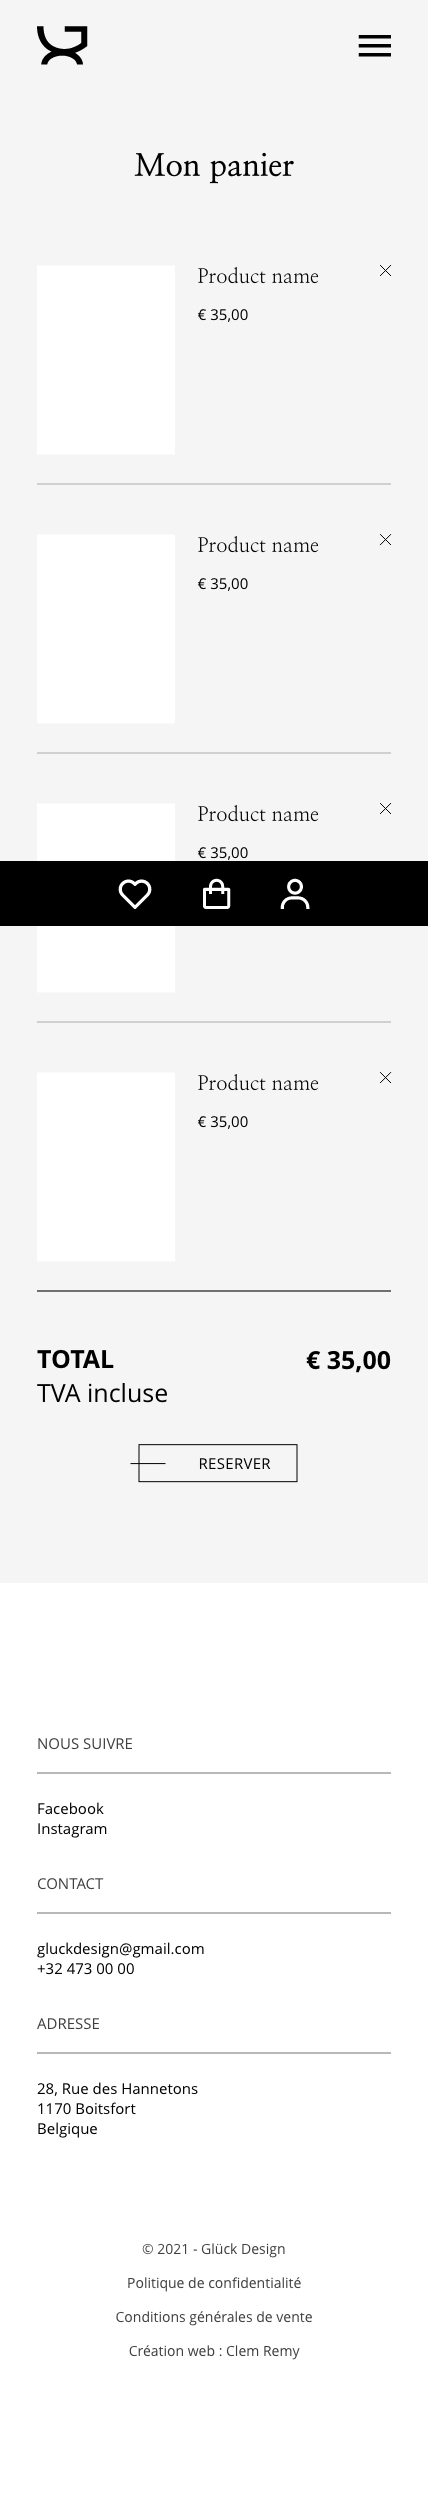 Mon panier
Product name
€ 35,00
Product name
€ 35,00
Product name
€ 35,00
Product name
€ 35,00
TOTAL
€ 35,00
TVA incluse
RESERVER
NOUS SUIVRE
Facebook
Instagram
CONTACT
gluckdesign@gmail.com
+32 473 00 00
ADRESSE
28, Rue des Hannetons
1170 Boitsfort
Belgique
© 2021 - Glück Design
Politique de confidentialité
Conditions générales de vente
Création web : Clem Remy